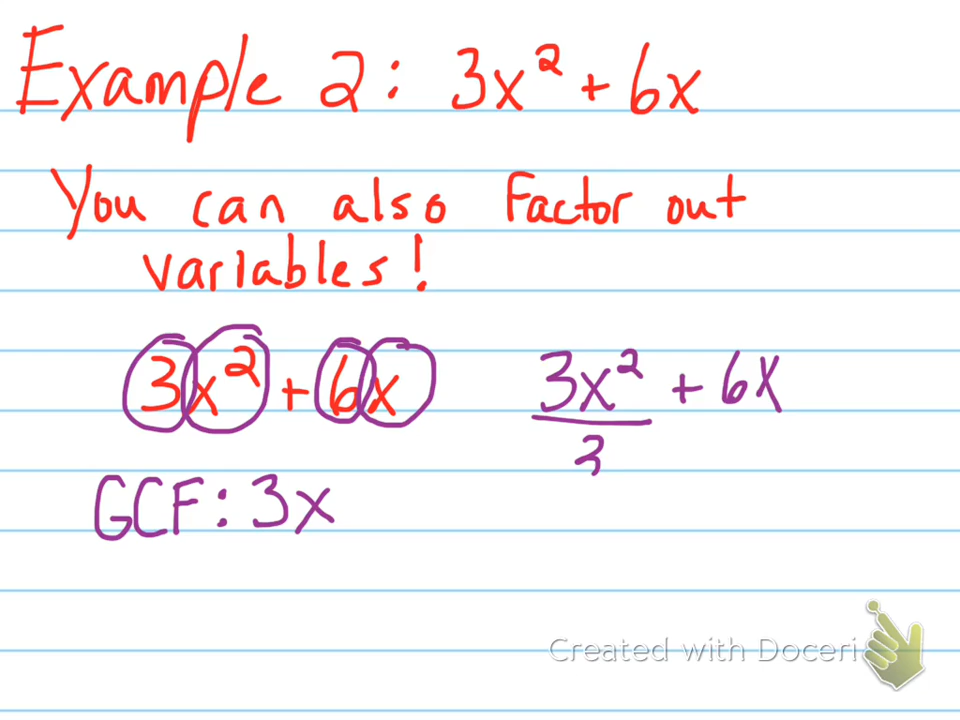 Example 2: 3x² + 6x
You can also Factor out
variables!
3x² + 6x
3x² + 6x
3
GCF: 3x
Created with Doceri